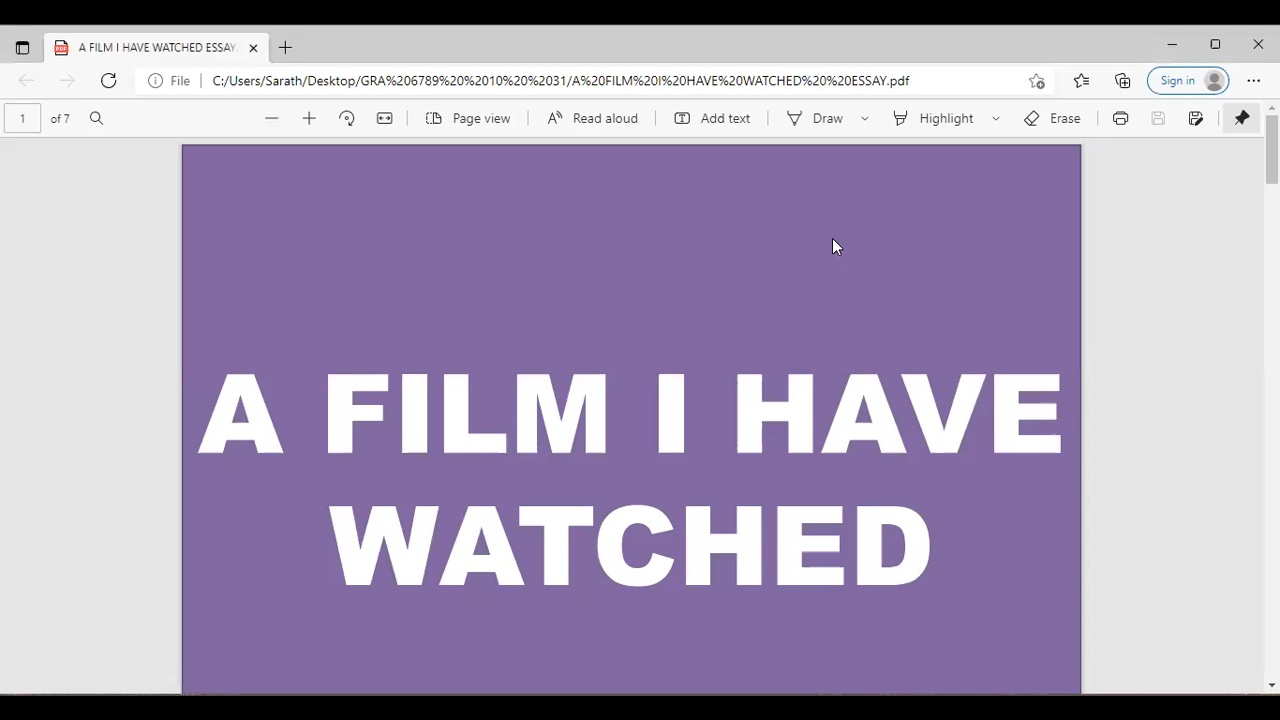 A FILM I HAVE WATCHED ESSAY.
File
C:/Users/Sarath/Desktop/GRA%206789%20%2010%20%2031/A%20FILM%20I%20HAVE%20WATCHED%20%20ESSAY.pdf
Sign in
1 of 7
Page view
Read aloud
Add text
Draw
Highlight
Erase
A FILM I HAVE
WATCHED